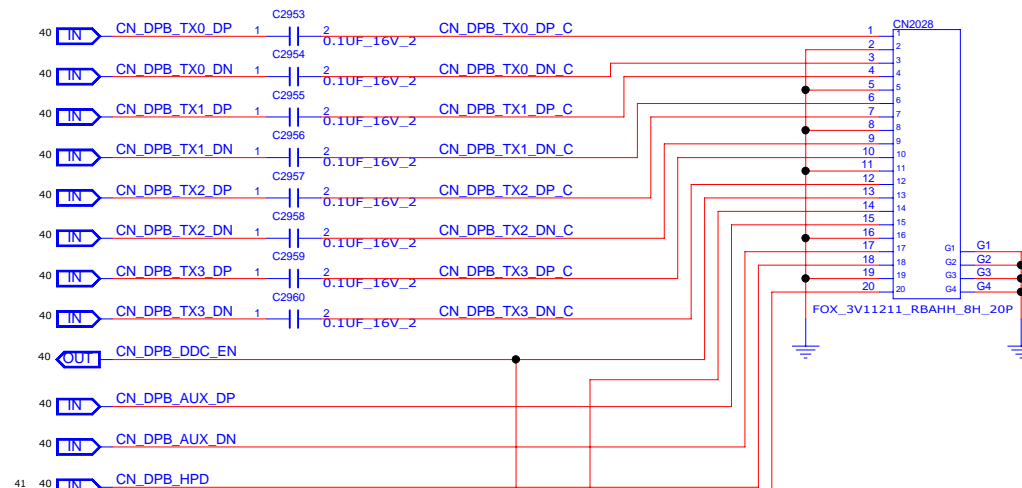 C2953
40 IN CN_DPB_TX0_DP 1 2 CN_DPB_TX0_DP_C 1 1 CN2028
0.1UF_16V_2
2 2
C2954
3 3
40 IN CN_DPB_TX0_DN 1 2 CN_DPB_TX0_DN_C 4 4
0.1UF_16V_2
5 5
C2955
6 6
40 IN CN_DPB_TX1_DP 1 2 CN_DPB_TX1_DP_C 7 7
0.1UF_16V_2
8 8
C2956
9 9
40 IN CN_DPB_TX1_DN 1 2 CN_DPB_TX1_DN_C 10 10
0.1UF_16V_2
11 11
C2957
12 12
40 IN CN_DPB_TX2_DP 1 2 CN_DPB_TX2_DP_C 13 13
0.1UF_16V_2
14 14
C2958
15 15
40 IN CN_DPB_TX2_DN 1 2 CN_DPB_TX2_DN_C 16 16
0.1UF_16V_2
17 17 G1 G1
C2959
18 18 G2 G2
40 IN CN_DPB_TX3_DP 1 2 CN_DPB_TX3_DP_C 19 19 G3 G3
0.1UF_16V_2
20 20 G4 G4
C2960
FOX_3V11211_RBAHH_8H_20P
40 IN CN_DPB_TX3_DN 1 2 CN_DPB_TX3_DN_C
0.1UF_16V_2
40 OUT CN_DPB_DDC_EN
40 IN CN_DPB_AUX_DP
40 IN CN_DPB_AUX_DN
41 40 IN CN_DPB_HPD